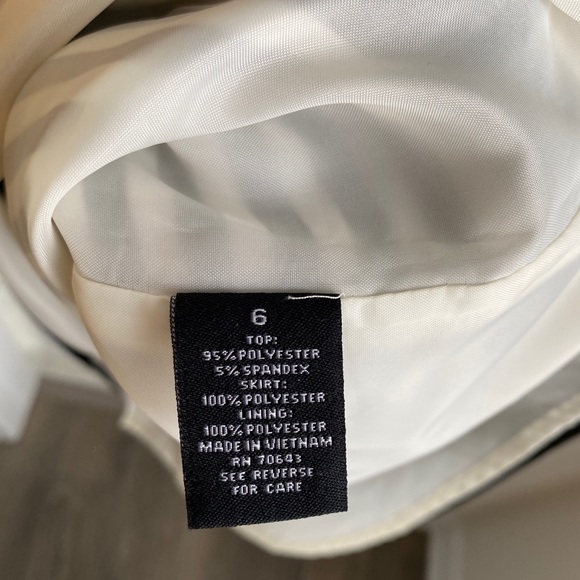 6
TOP:
95% POLYESTER
5% SPANDEX
SKIRT:
100% POLYESTER
LINING:
100% POLYESTER
MADE IN VIETNAM
RN 70643
SEE REVERSE
FOR CARE